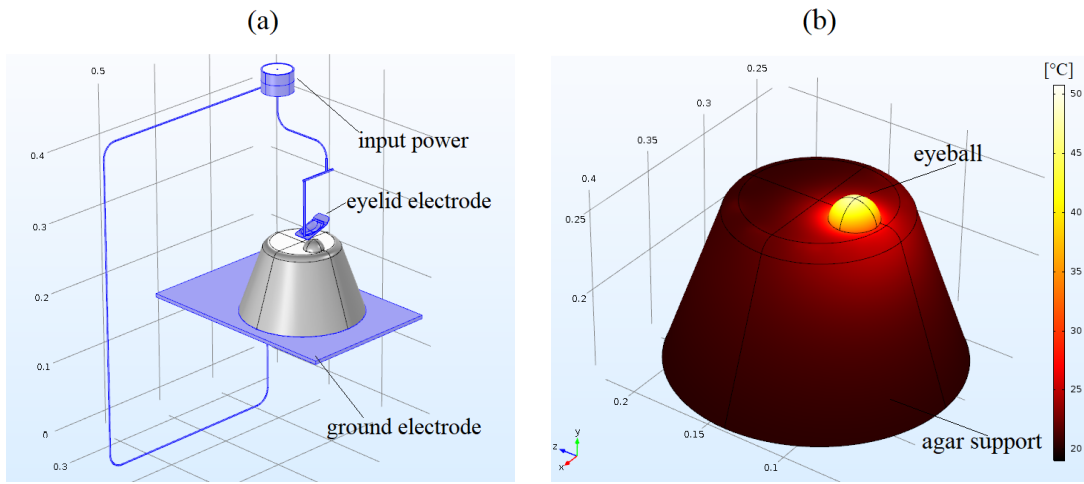 (a)
0.5
input power
0.4
eyelid electrode
0.3
0.2
0.1
0
ground electrode
0.3
(b)
[°C]
0.25
50
0.3
eyeball
0.35
45
0.4
0.25
40
35
0.2
30
25
0.2
0.15
agar support
y
z
x
0.1
20